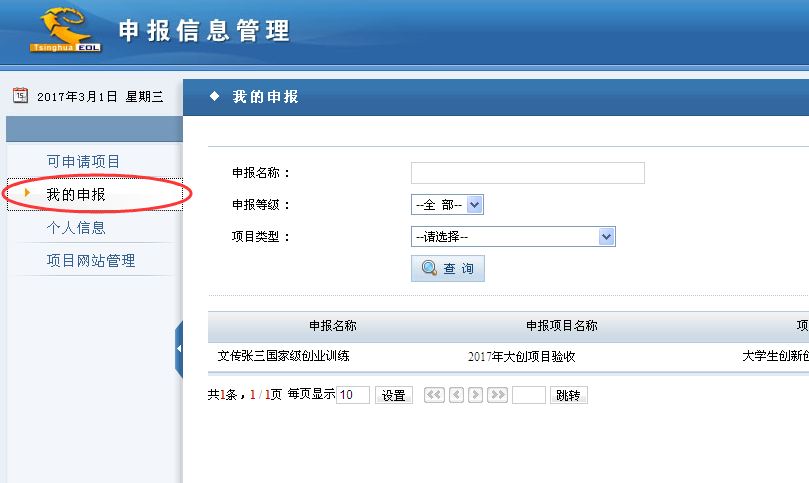 Tsinghua EOL
申报信息管理
15
2017年3月1日 星期三
可申请项目
我的申报
个人信息
项目网站管理
我的申报
申报名称：
申报等级：
--全 部--
项目类型：
--请选择--
查 询
申报名称 申报项目名称 项
文传张三国家级创业训练 2017年大创项目验收 大学生创新创
共1条，1 / 1页 每页显示 10 设置 跳转